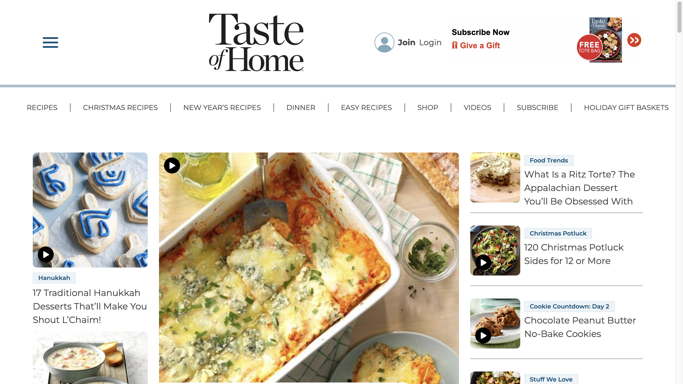 Taste
of Home
Join Login
Subscribe Now
Give a Gift
Taste
of Home
FREE
TOTE BAG
RECIPES
CHRISTMAS RECIPES
NEW YEAR'S RECIPES
DINNER
EASY RECIPES
SHOP
VIDEOS
SUBSCRIBE
HOLIDAY GIFT BASKETS
Hanukkah
17 Traditional Hanukkah
Desserts That'll Make You
Shout L'Chaim!
Food Trends
What Is a Ritz Torte? The
Appalachian Dessert
You'll Be Obsessed With
Christmas Potluck
120 Christmas Potluck
Sides for 12 or More
Cookie Countdown: Day 2
Chocolate Peanut Butter
No-Bake Cookies
Stuff We Love